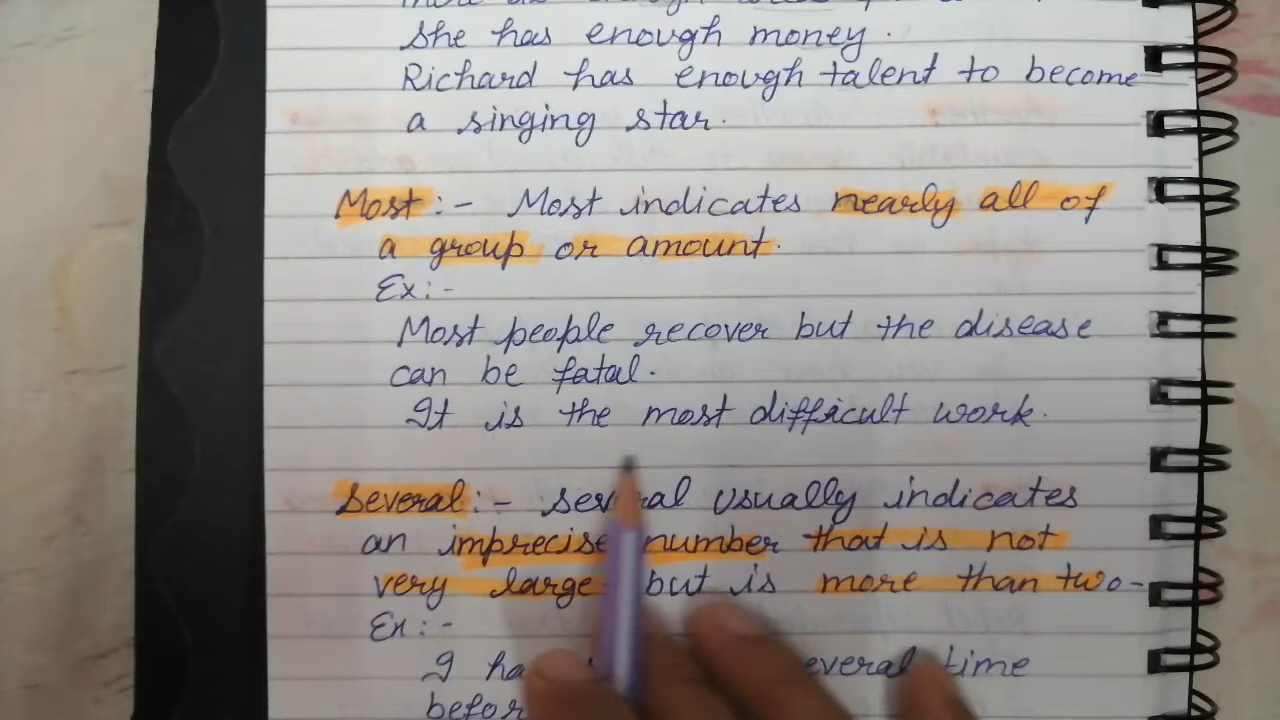 enough
She has enough money.
Richard has enough talent to become
a singing star.
Most :- Most indicates nearly all of
a group or amount.
Ex:-
Most people recover but the disease
can be fatal.
It is the most difficult work.
Several :- Several usually indicates
an imprecise number that is not
very large but is more than two-
Ex:-
I several time